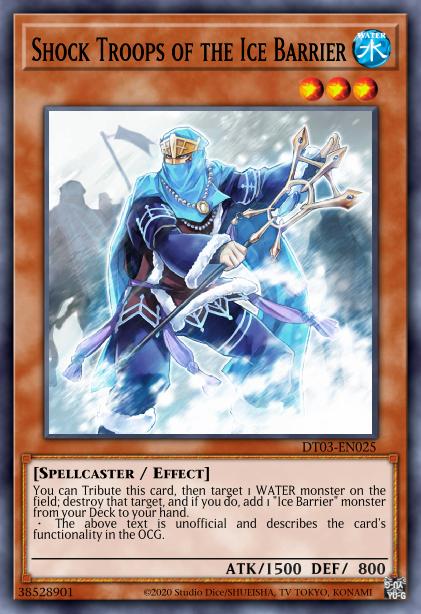 SHOCK TROOPS OF THE ICE BARRIER
WATER
水
DT03-EN025
[SPELLCASTER / EFFECT]
You can Tribute this card, then target 1 WATER monster on the
field; destroy that target, and if you do, add 1 "Ice Barrier" monster
from your Deck to your hand.
· The above text is unofficial and describes the card's
functionality in the OCG.
ATK/1500 DEF/ 800
38528901
©2020 Studio Dice/SHUEISHA, TV TOKYO, KONAMI